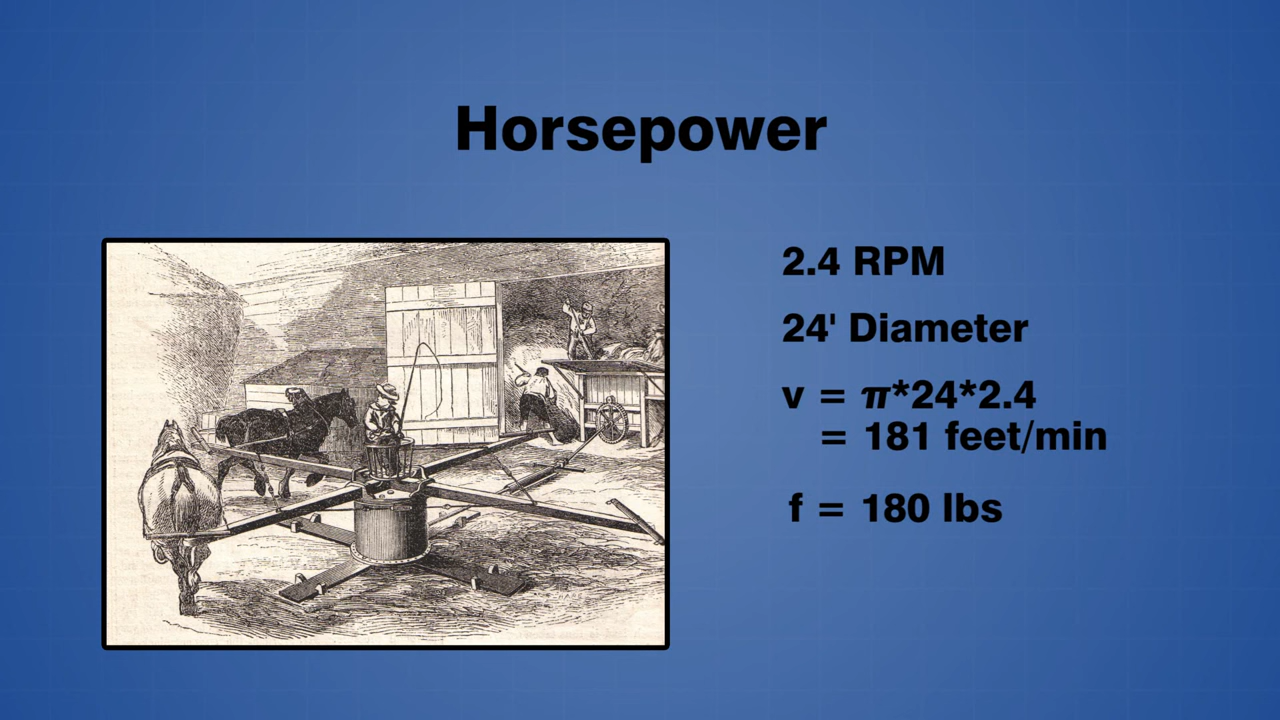 Horsepower
2.4 RPM
24' Diameter
v = π*24*2.4
= 181 feet/min
f = 180 lbs